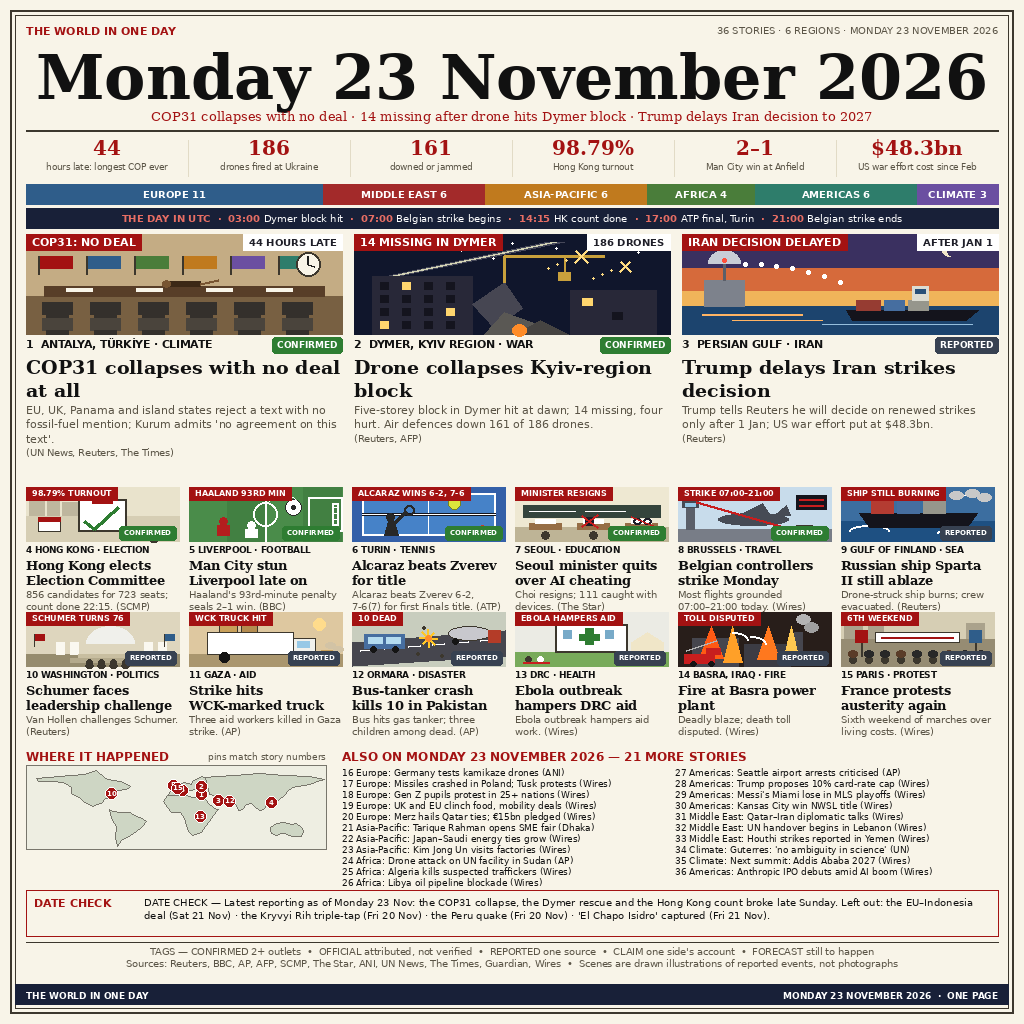 THE WORLD IN ONE DAY
36 STORIES · 6 REGIONS · MONDAY 23 NOVEMBER 2026
Monday 23 November 2026
COP31 collapses with no deal · 14 missing after drone hits Dymer block · Trump delays Iran decision to 2027
44
hours late: longest COP ever
186
drones fired at Ukraine
161
downed or jammed
98.79%
Hong Kong turnout
2–1
Man City win at Anfield
$48.3bn
US war effort cost since Feb
EUROPE 11
MIDDLE EAST 6
ASIA-PACIFIC 6
AFRICA 4
AMERICAS 6
CLIMATE 3
THE DAY IN UTC · 03:00 Dymer block hit · 07:00 Belgian strike begins · 14:15 HK count done · 17:00 ATP final, Turin · 21:00 Belgian strike ends
COP31: NO DEAL
44 HOURS LATE
1 ANTALYA, TÜRKİYE · CLIMATE
CONFIRMED
COP31 collapses with no deal
at all
EU, UK, Panama and island states reject a text with no
fossil-fuel mention; Kurum admits 'no agreement on this
text'.
(UN News, Reuters, The Times)
14 MISSING IN DYMER
186 DRONES
2 DYMER, KYIV REGION · WAR
CONFIRMED
Drone collapses Kyiv-region
block
Five-storey block in Dymer hit at dawn; 14 missing, four
hurt. Air defences down 161 of 186 drones.
(Reuters, AFP)
IRAN DECISION DELAYED
AFTER JAN 1
3 PERSIAN GULF · IRAN
REPORTED
Trump delays Iran strikes
decision
Trump tells Reuters he will decide on renewed strikes
only after 1 Jan; US war effort put at $48.3bn.
(Reuters)
98.79% TURNOUT
CONFIRMED
4 HONG KONG · ELECTION
Hong Kong elects
Election Committee
856 candidates for 723 seats;
count done 22:15. (SCMP)
HAALAND 93RD MIN
CONFIRMED
5 LIVERPOOL · FOOTBALL
Man City stun
Liverpool late on
Haaland's 93rd-minute penalty
seals 2–1 win. (BBC)
ALCARAZ WINS 6-2, 7-6
CONFIRMED
6 TURIN · TENNIS
Alcaraz beats Zverev
for title
Alcaraz beats Zverev 6-2,
7-6(7) for first Finals title. (ATP)
MINISTER RESIGNS
CONFIRMED
7 SEOUL · EDUCATION
Seoul minister quits
over AI cheating
Choi resigns; 111 caught with
devices. (The Star)
STRIKE 07:00-21:00
CONFIRMED
8 BRUSSELS · TRAVEL
Belgian controllers
strike Monday
Most flights grounded
07:00–21:00 today. (Wires)
SHIP STILL BURNING
REPORTED
9 GULF OF FINLAND · SEA
Russian ship Sparta
II still ablaze
Drone-struck ship burns; crew
evacuated. (Reuters)
SCHUMER TURNS 76
REPORTED
10 WASHINGTON · POLITICS
Schumer faces
leadership challenge
Van Hollen challenges Schumer.
(Reuters)
WCK TRUCK HIT
REPORTED
11 GAZA · AID
Strike hits
WCK-marked truck
Three aid workers killed in Gaza
strike. (AP)
10 DEAD
REPORTED
12 ORMARA · DISASTER
Bus-tanker crash
kills 10 in Pakistan
Bus hits gas tanker; three
children among dead. (AP)
EBOLA HAMPERS AID
REPORTED
13 DRC · HEALTH
Ebola outbreak
hampers DRC aid
Ebola outbreak hampers aid
work. (Wires)
TOLL DISPUTED
REPORTED
14 BASRA, IRAQ · FIRE
Fire at Basra power
plant
Deadly blaze; death toll
disputed. (Wires)
6TH WEEKEND
REPORTED
15 PARIS · PROTEST
France protests
austerity again
Sixth weekend of marches over
living costs. (Wires)
WHERE IT HAPPENED
pins match story numbers
10
15
2
1
3
12
4
13
ALSO ON MONDAY 23 NOVEMBER 2026 — 21 MORE STORIES
16 Europe: Germany tests kamikaze drones (ANI)
17 Europe: Missiles crashed in Poland; Tusk protests (Wires)
18 Europe: Gen Z pupils protest in 25+ nations (Wires)
19 Europe: UK and EU clinch food, mobility deals (Wires)
20 Europe: Merz hails Qatar ties; €15bn pledged (Wires)
21 Asia-Pacific: Tarique Rahman opens SME fair (Dhaka)
22 Asia-Pacific: Japan–Saudi energy ties grow (Wires)
23 Asia-Pacific: Kim Jong Un visits factories (Wires)
24 Africa: Drone attack on UN facility in Sudan (AP)
25 Africa: Algeria kills suspected traffickers (Wires)
26 Africa: Libya oil pipeline blockade (Wires)
27 Americas: Seattle airport arrests criticised (AP)
28 Americas: Trump proposes 10% card-rate cap (Wires)
29 Americas: Messi's Miami lose in MLS playoffs (Wires)
30 Americas: Kansas City win NWSL title (Wires)
31 Middle East: Qatar–Iran diplomatic talks (Wires)
32 Middle East: UN handover begins in Lebanon (Wires)
33 Middle East: Houthi strikes reported in Yemen (Wires)
34 Climate: Guterres: 'no ambiguity in science' (UN)
35 Climate: Next summit: Addis Ababa 2027 (Wires)
36 Americas: Anthropic IPO debuts amid AI boom (Wires)
DATE CHECK
DATE CHECK — Latest reporting as of Monday 23 Nov: the COP31 collapse, the Dymer rescue and the Hong Kong count broke late Sunday. Left out: the EU–Indonesia
deal (Sat 21 Nov) · the Kryvyi Rih triple-tap (Fri 20 Nov) · the Peru quake (Fri 20 Nov) · 'El Chapo Isidro' captured (Fri 21 Nov).
TAGS — CONFIRMED 2+ outlets • OFFICIAL attributed, not verified • REPORTED one source • CLAIM one side's account • FORECAST still to happen
Sources: Reuters, BBC, AP, AFP, SCMP, The Star, ANI, UN News, The Times, Guardian, Wires • Scenes are drawn illustrations of reported events, not photographs
THE WORLD IN ONE DAY
MONDAY 23 NOVEMBER 2026 · ONE PAGE